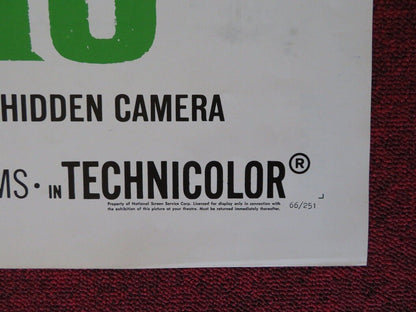 HIDDEN CAMERA
MS · IN TECHNICOLOR®
Property of National Screen Service Corp. Licensed for display only in connection with
the exhibition of this picture at your theatre. Must be returned immediately thereafter.
66/251